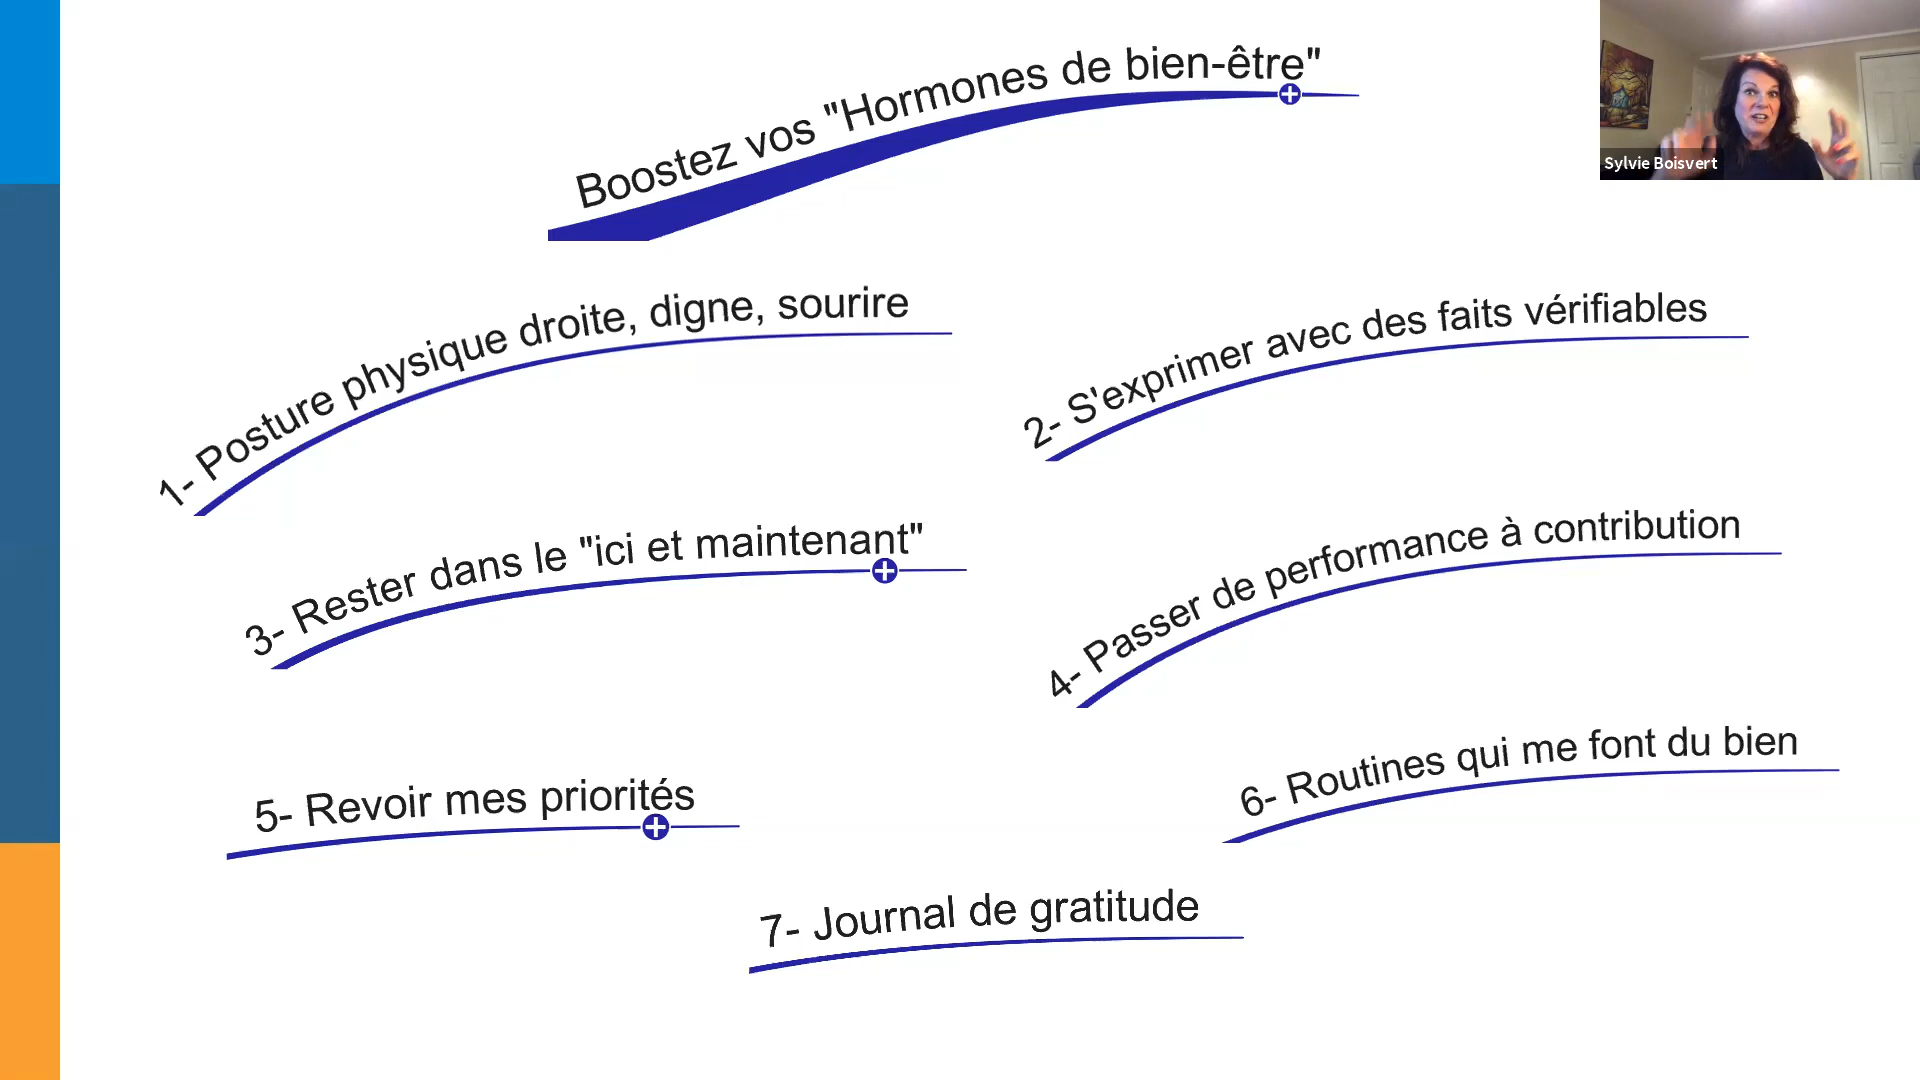 Boostez vos "Hormones de bien-être"
Sylvie Boisvert
1- Posture physique droite, digne, sourire
2- S'exprimer avec des faits vérifiables
3- Rester dans le "ici et maintenant"
4- Passer de performance à contribution
5- Revoir mes priorités
6- Routines qui me font du bien
7- Journal de gratitude